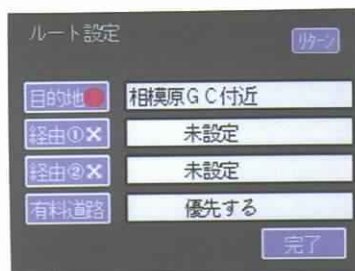 ルート設定
リターン
目的地 相模原GC付近
経由①× 未設定
経由②× 未設定
有料道路 優先する
完了